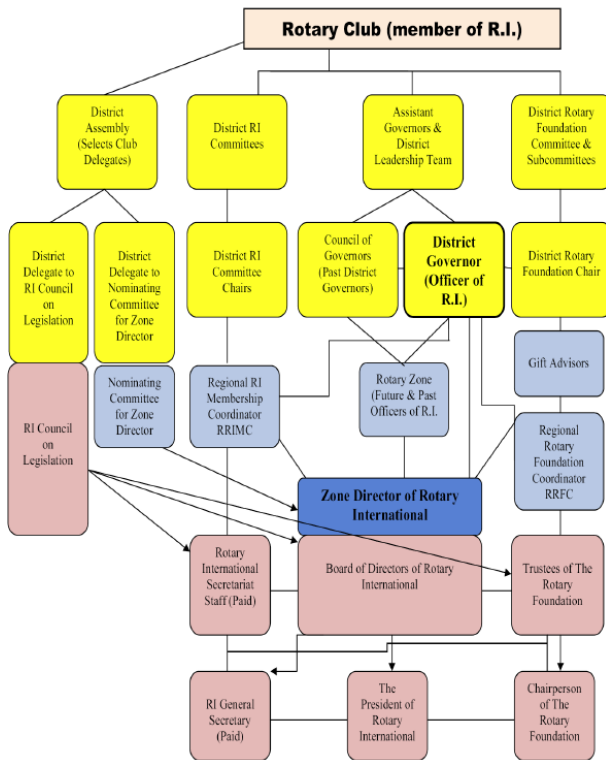 Rotary Club (member of R.I.)
District
Assembly
(Selects Club
Delegates)
District RI
Committees
Assistant
Governors &
District
Leadership
Team
District Rotary
Foundation
Committee &
Subcommittees
District
Delegate to
RI Council
on
Legislation
District
Delegate to
Nominating
Committee
for Zone
Director
District RI
Committee
Chairs
Council of
Governors
(Past District
Governors)
District
Governor
(Officer of
R.I.)
District Rotary
Foundation Chair
RI Council
on
Legislation
Nominating
Committee
for Zone
Director
Regional RI
Membership
Coordinator
RRIMC
Rotary Zone
(Future & Past
Officers of R.I.
Gift Advisors
Regional
Rotary
Foundation
Coordinator
RRFC
Zone Director of Rotary
International
Rotary
International
Secretariat
Staff (Paid)
Board of Directors of Rotary
International
Trustees of The
Rotary
Foundation
RI General
Secretary
(Paid)
The
President of
Rotary
International
Chairperson
of The
Rotary
Foundation